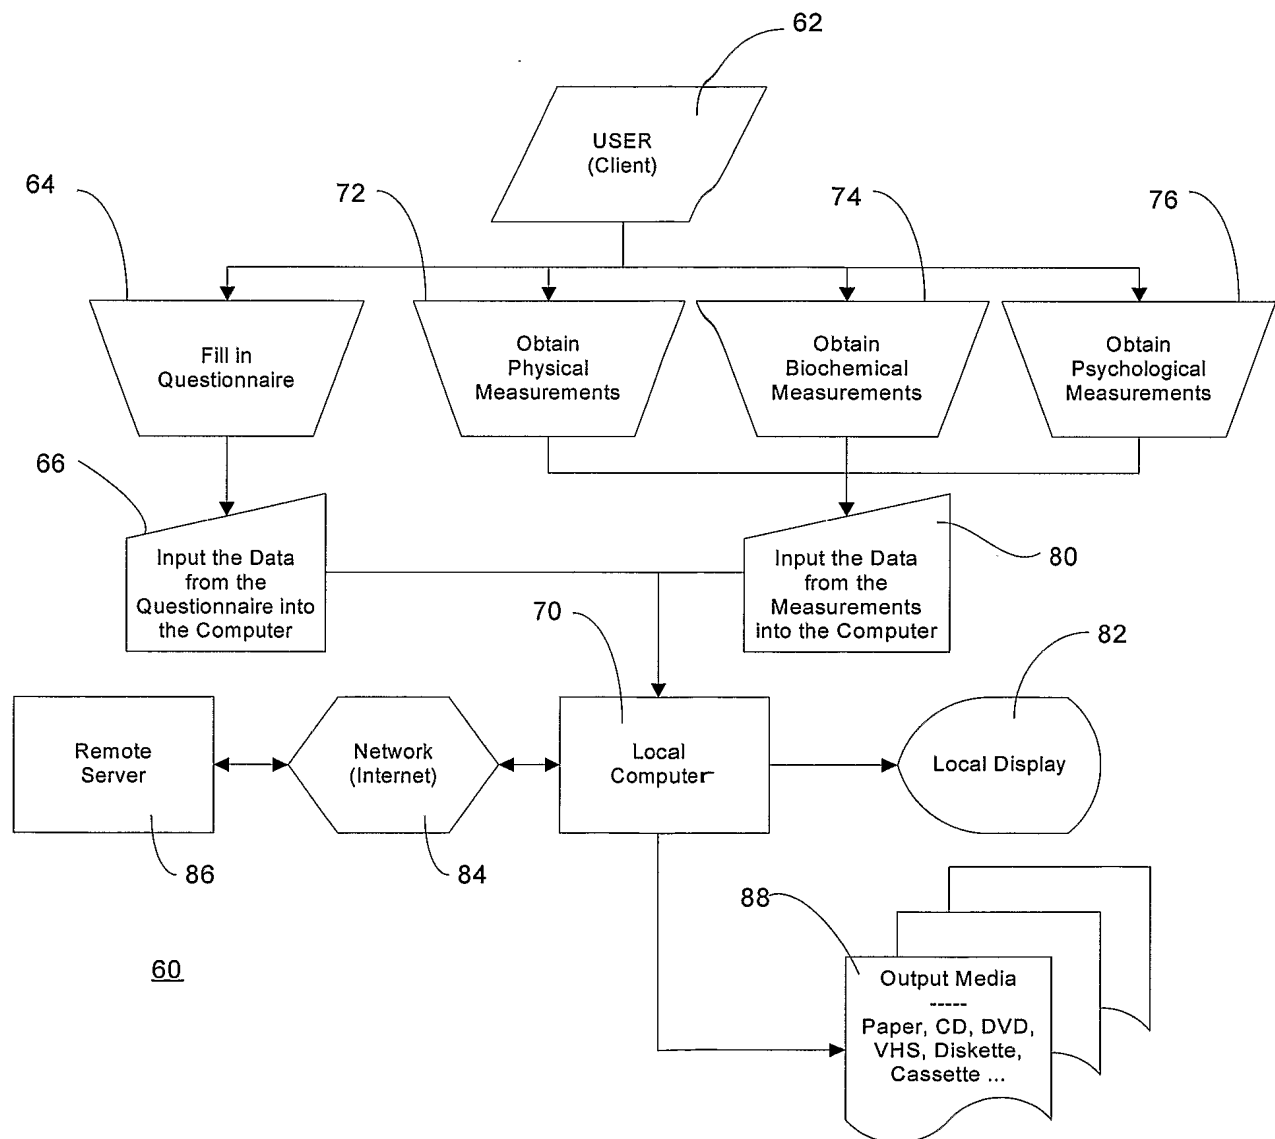 62
USER
(Client)
64
72
74
76
Fill in
Questionnaire
Obtain
Physical
Measurements
Obtain
Biochemical
Measurements
Obtain
Psychological
Measurements
66
Input the Data
from the
Questionnaire into
the Computer
80
Input the Data
from the
Measurements
into the Computer
70
82
Remote
Server
Network
(Internet)
Local
Computer
Local Display
86
84
88
60
Output Media
-----
Paper, CD, DVD,
VHS, Diskette,
Cassette ...